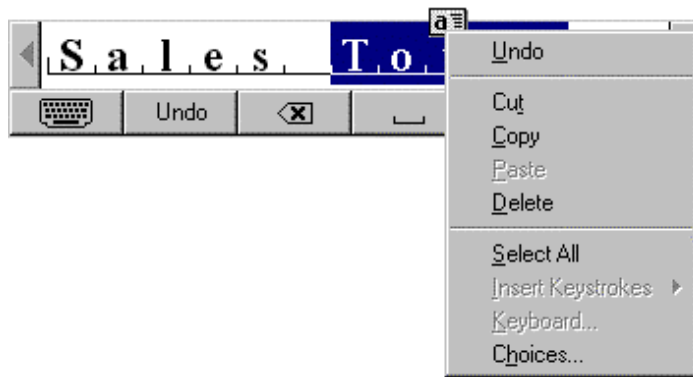 a
Sales To
Undo
Undo
Cut
Copy
Paste
Delete
Select All
Insert Keystrokes
Keyboard...
Choices...